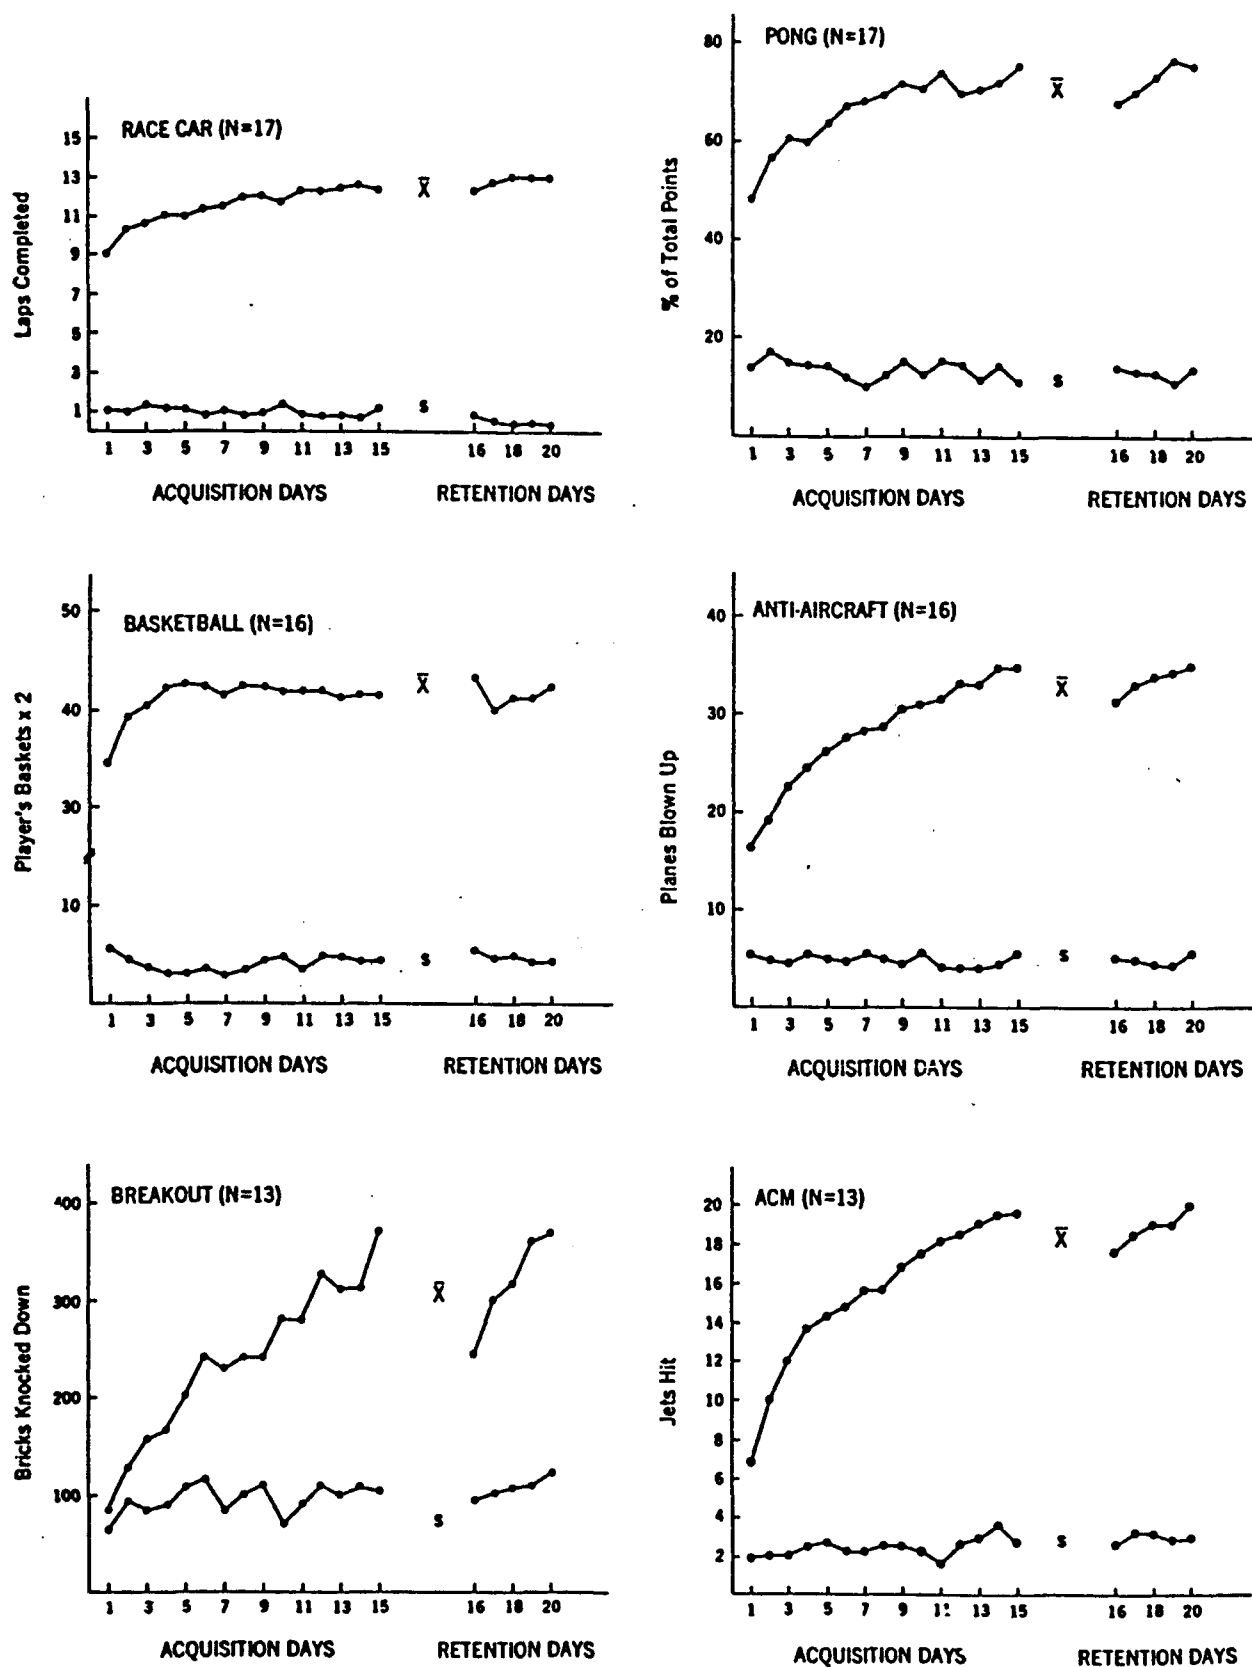 RACE CAR (N=17)
Laps Completed
15
13
11
9
7
5
3
1
X̄
s
1 3 5 7 9 11 13 15 16 18 20
ACQUISITION DAYS RETENTION DAYS
PONG (N=17)
% of Total Points
80
60
40
20
X̄
s
1 3 5 7 9 11 13 15 16 18 20
ACQUISITION DAYS RETENTION DAYS
BASKETBALL (N=16)
Player's Baskets x 2
50
40
30
10
X̄
s
1 3 5 7 9 11 13 15 16 18 20
ACQUISITION DAYS RETENTION DAYS
ANTI-AIRCRAFT (N=16)
Planes Blown Up
40
30
20
10
X̄
s
1 3 5 7 9 11 13 15 16 18 20
ACQUISITION DAYS RETENTION DAYS
BREAKOUT (N=13)
Bricks Knocked Down
400
300
200
100
X̄
s
1 3 5 7 9 11 13 15 16 18 20
ACQUISITION DAYS RETENTION DAYS
ACM (N=13)
Jets Hit
20
18
16
14
12
10
8
6
4
2
X̄
s
1 3 5 7 9 11 13 15 16 18 20
ACQUISITION DAYS RETENTION DAYS